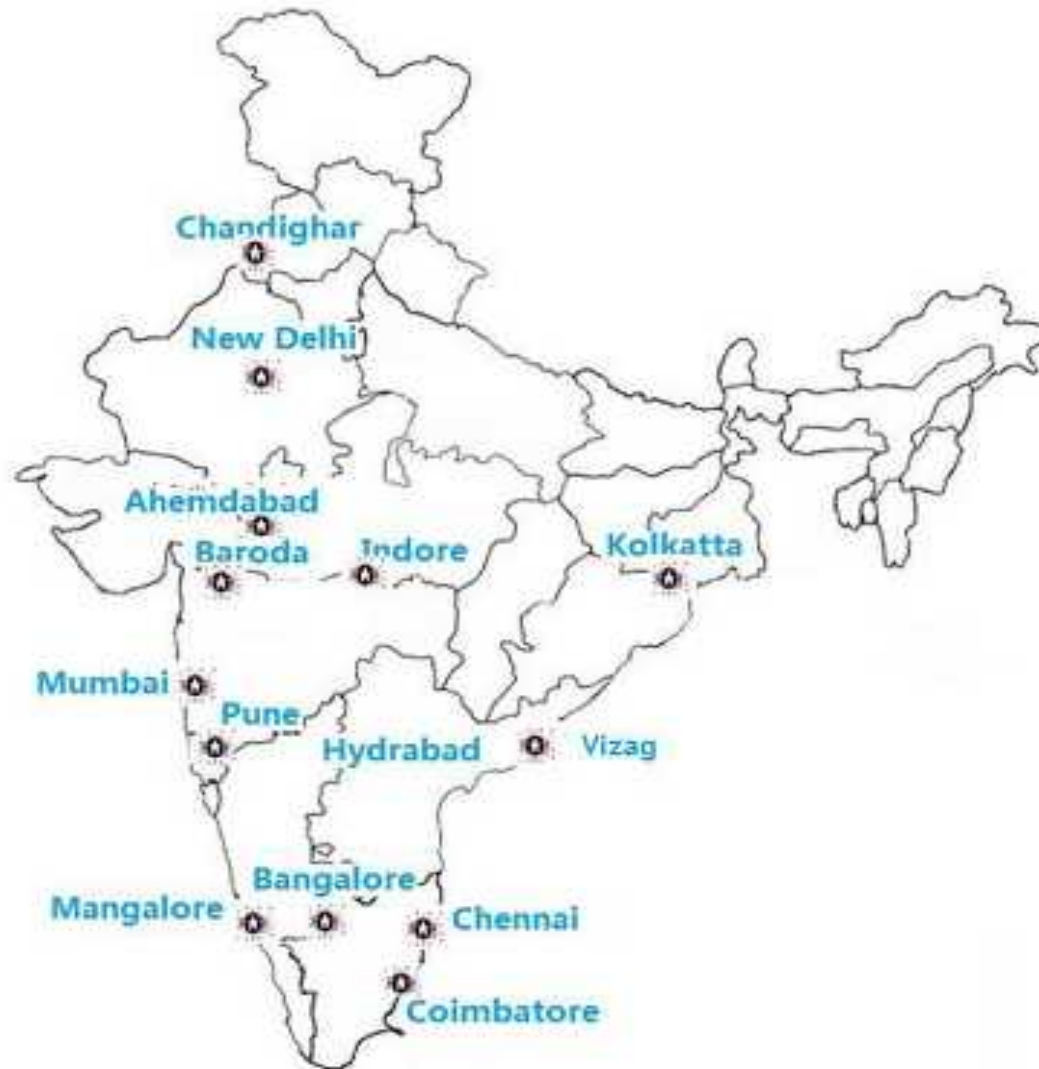 Chandighar
New Delhi
Ahemdabad
Baroda
Indore
Kolkatta
Mumbai
Pune
Hydrabad
Vizag
Bangalore
Mangalore
Chennai
Coimbatore